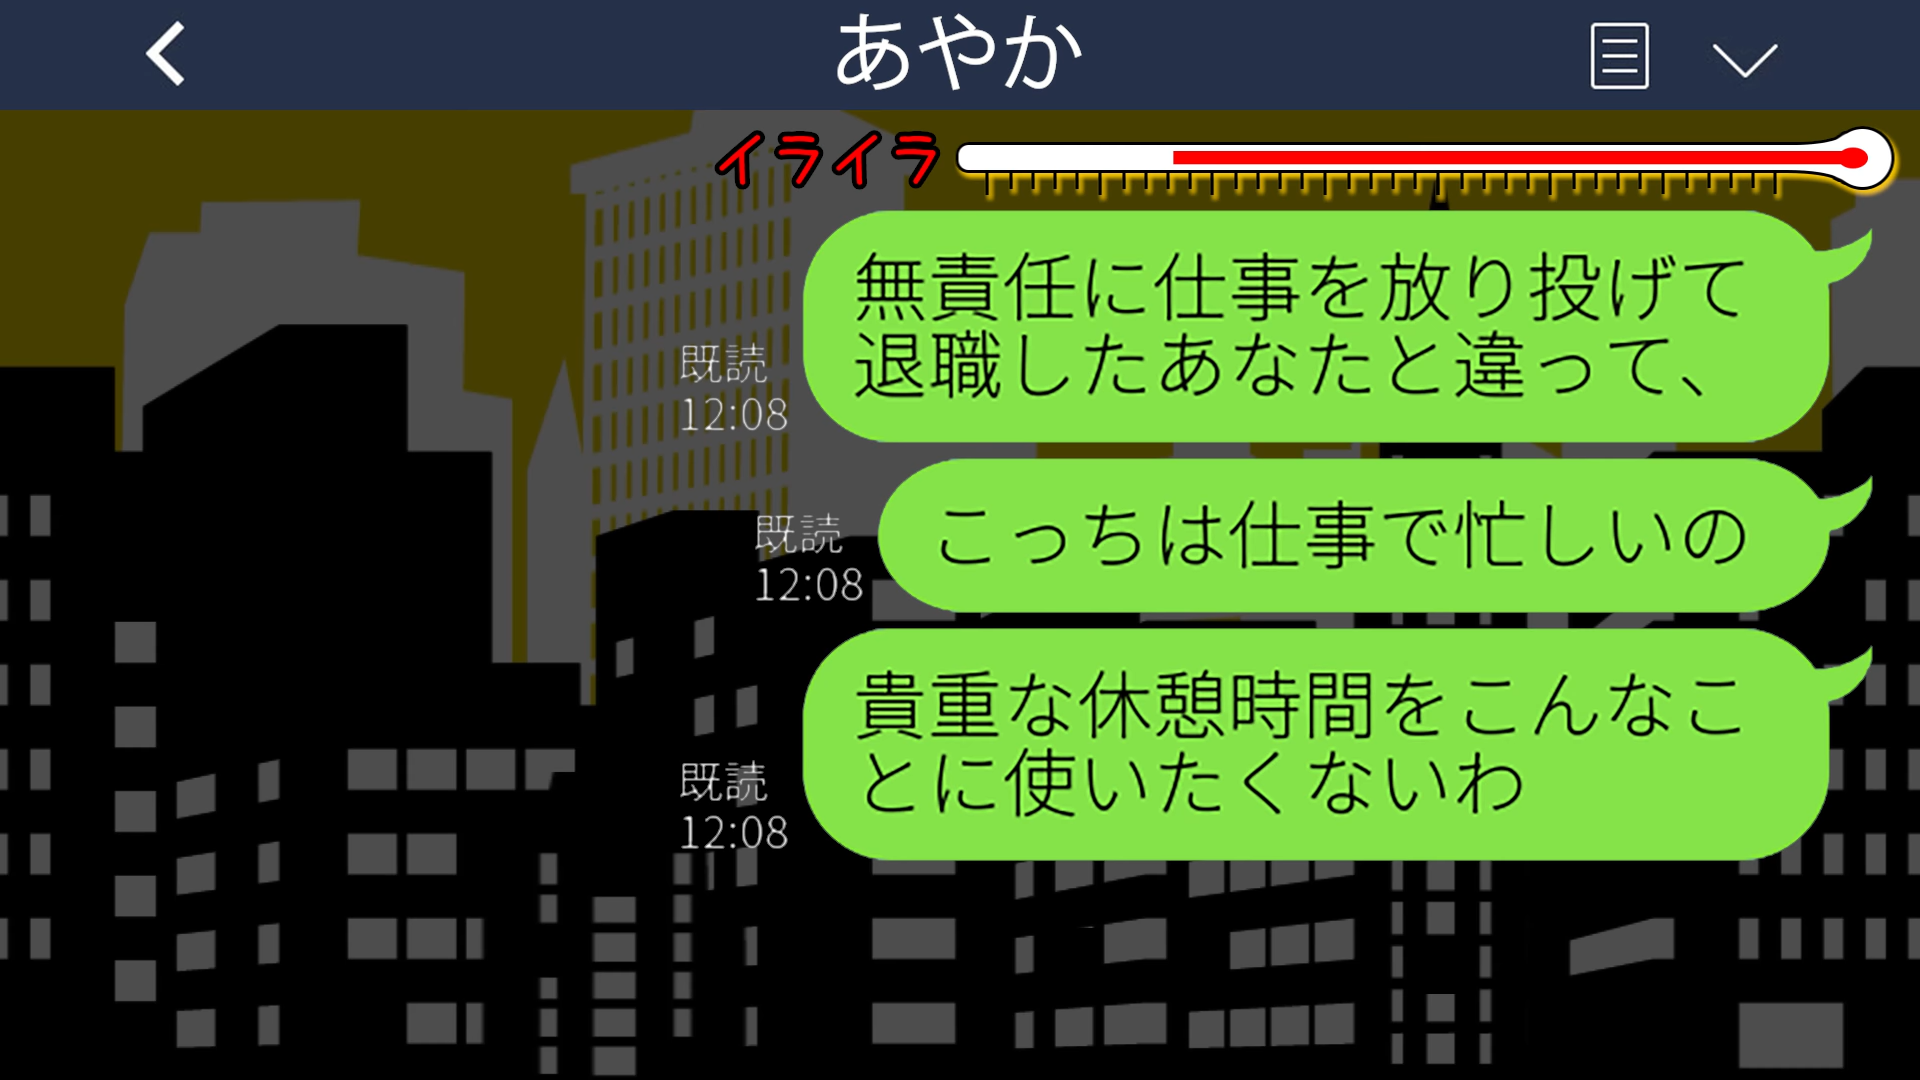 あやか
イライラ
無責任に仕事を放り投げて
退職したあなたと違って、
既読
12:08
こっちは仕事で忙しいの
既読
12:08
貴重な休憩時間をこんなこ
とに使いたくないわ
既読
12:08